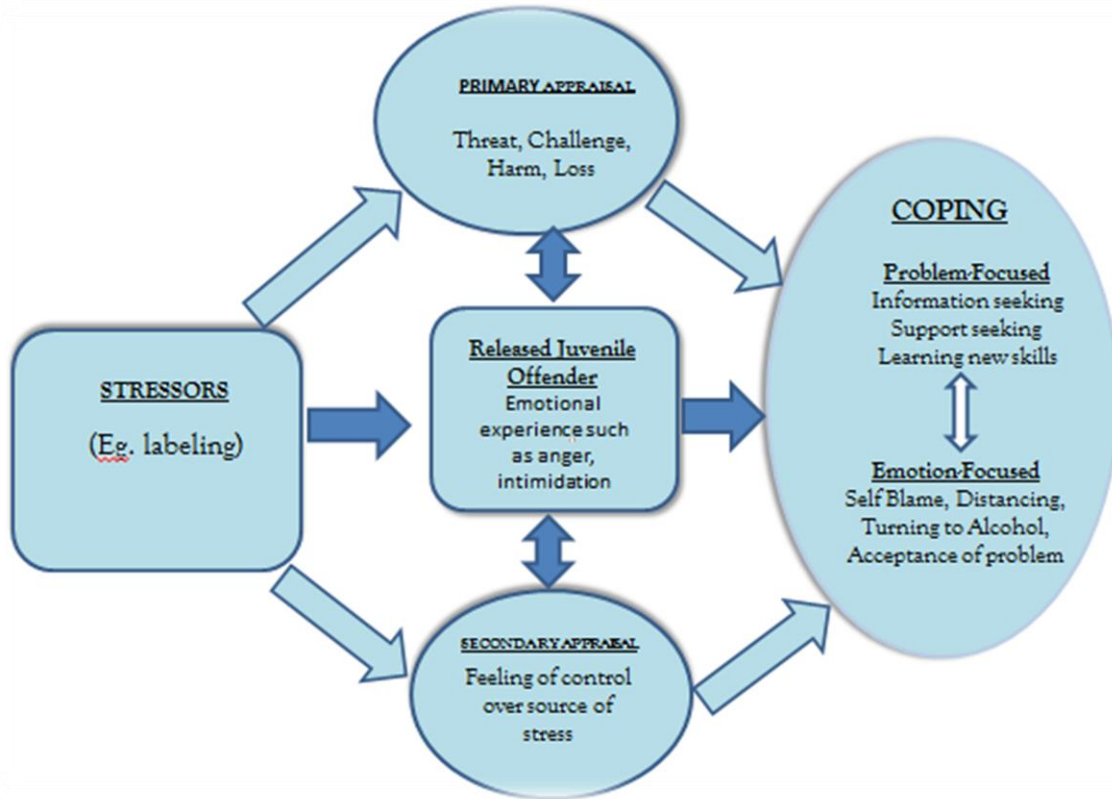 PRIMARY APPRAISAL
Threat, Challenge,
Harm, Loss
STRESSORS
(Eg. labeling)
Released Juvenile
Offender
Emotional
experience such
as anger,
intimidation
SECONDARY APPRAISAL
Feeling of control
over source of
stress
COPING
Problem-Focused
Information seeking
Support seeking
Learning new skills
Emotion-Focused
Self Blame, Distancing,
Turning to Alcohol,
Acceptance of problem